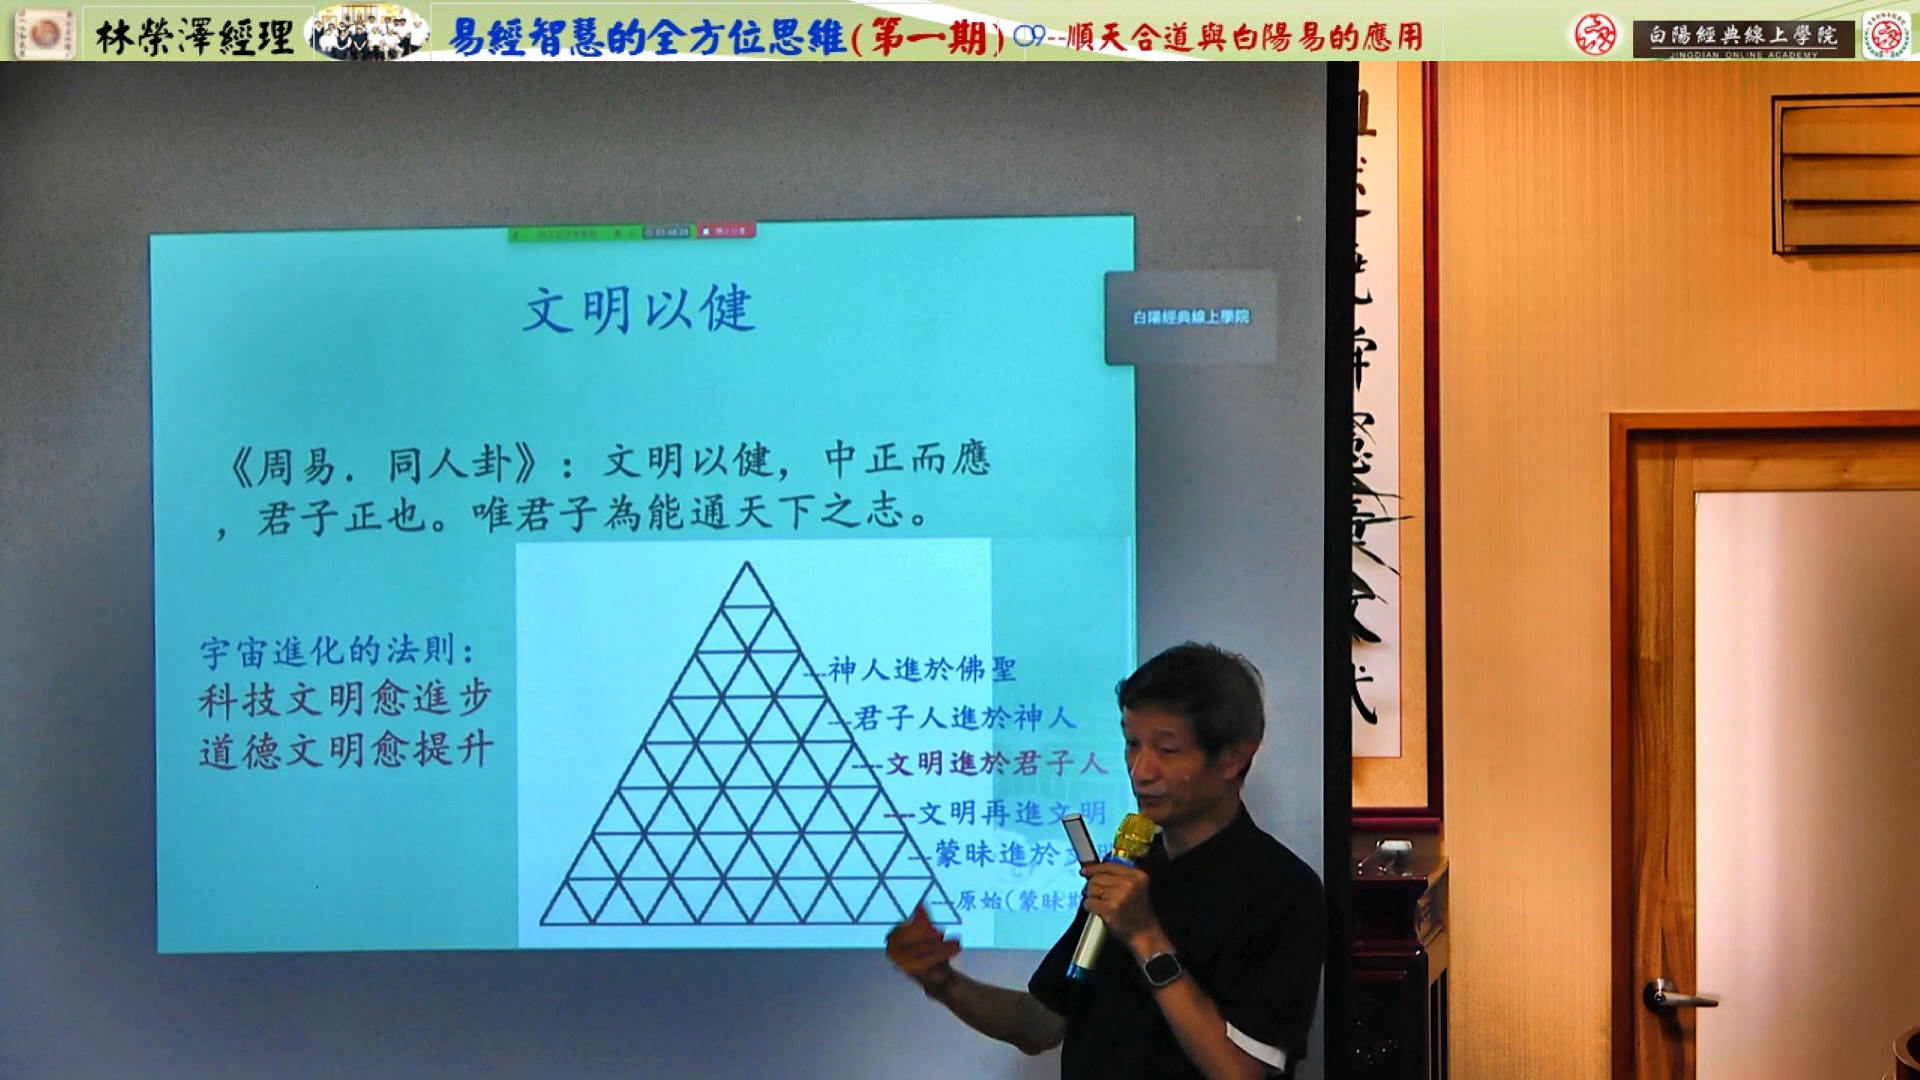 林榮澤經理
易經智慧的全方位思維(第一期)
09--順天合道與白陽易的應用
白陽經典線上學院
JINGDIAN ONLINE ACADEMY
文明以健
白陽經典線上學院
《周易．同人卦》：文明以健，中正而應
，君子正也。唯君子為能通天下之志。
宇宙進化的法則：
科技文明愈進步
道德文明愈提升
---神人進於佛聖
---君子人進於神人
---文明進於君子人
---文明再進文明
---蒙昧進於文明
---原始(蒙昧